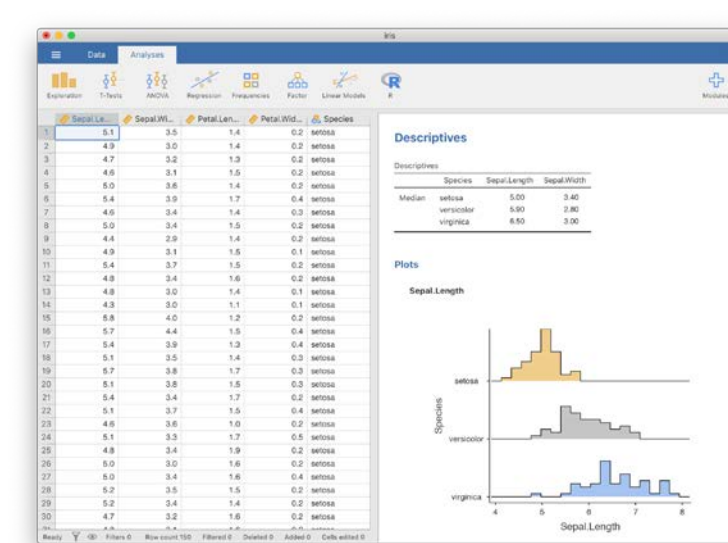 iris
Data Analyses
Exploration T-Tests ANOVA Regression Frequencies Factor Linear Models R Modules
Sepal.Le... Sepal.Wi... Petal.Len... Petal.Wid... Species
1 5.1 3.5 1.4 0.2 setosa
2 4.9 3.0 1.4 0.2 setosa
3 4.7 3.2 1.3 0.2 setosa
4 4.6 3.1 1.5 0.2 setosa
5 5.0 3.6 1.4 0.2 setosa
6 5.4 3.9 1.7 0.4 setosa
7 4.6 3.4 1.4 0.3 setosa
8 5.0 3.4 1.5 0.2 setosa
9 4.4 2.9 1.4 0.2 setosa
10 4.9 3.1 1.5 0.1 setosa
11 5.4 3.7 1.5 0.2 setosa
12 4.8 3.4 1.6 0.2 setosa
13 4.8 3.0 1.4 0.1 setosa
14 4.3 3.0 1.1 0.1 setosa
15 5.8 4.0 1.2 0.2 setosa
16 5.7 4.4 1.5 0.4 setosa
17 5.4 3.9 1.3 0.4 setosa
18 5.1 3.5 1.4 0.3 setosa
19 5.7 3.8 1.7 0.3 setosa
20 5.1 3.8 1.5 0.3 setosa
21 5.4 3.4 1.7 0.2 setosa
22 5.1 3.7 1.5 0.4 setosa
23 4.6 3.6 1.0 0.2 setosa
24 5.1 3.3 1.7 0.5 setosa
25 4.8 3.4 1.9 0.2 setosa
26 5.0 3.0 1.6 0.2 setosa
27 5.0 3.4 1.6 0.4 setosa
28 5.2 3.5 1.5 0.2 setosa
29 5.2 3.4 1.4 0.2 setosa
30 4.7 3.2 1.6 0.2 setosa
Ready Filters 0 Row count 150 Filtered 0 Deleted 0 Added 0 Cells edited 0
Descriptives
Descriptives
Species Sepal.Length Sepal.Width
Median setosa 5.00 3.40
versicolor 5.90 2.80
virginica 6.50 3.00
Plots
Sepal.Length
Species
setosa
versicolor
virginica
4 5 6 7 8
Sepal.Length